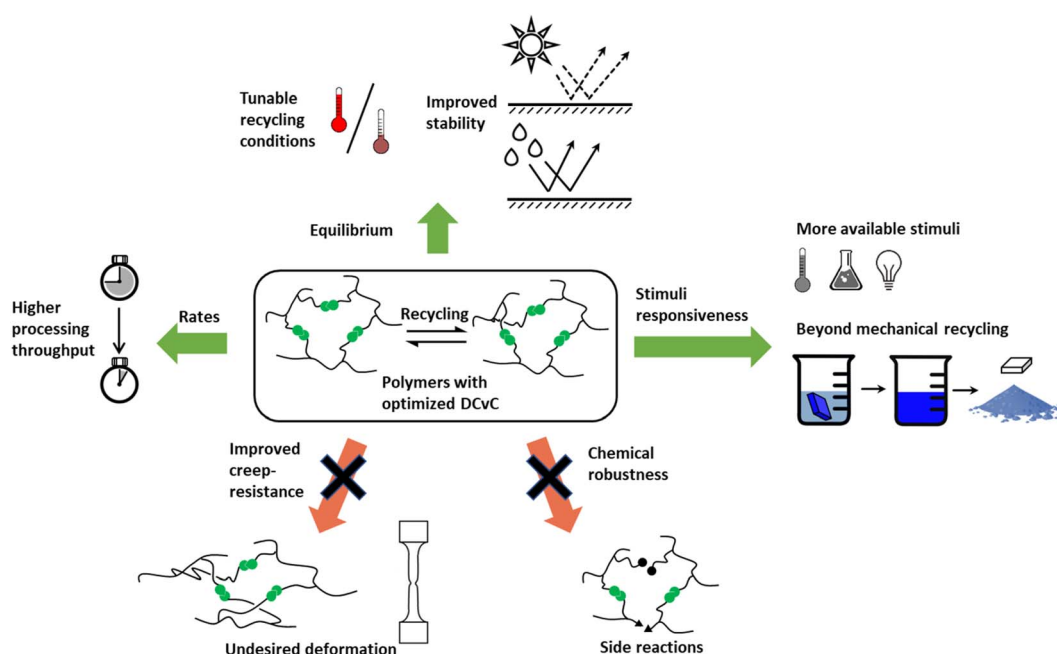 Tunable
recycling
conditions
Improved
stability
Equilibrium
More available stimuli
Higher
processing
throughput
Rates
Recycling
Polymers with
optimized DCvC
Stimuli
responsiveness
Beyond mechanical recycling
Improved
creep-
resistance
Chemical
robustness
Undesired deformation
Side reactions